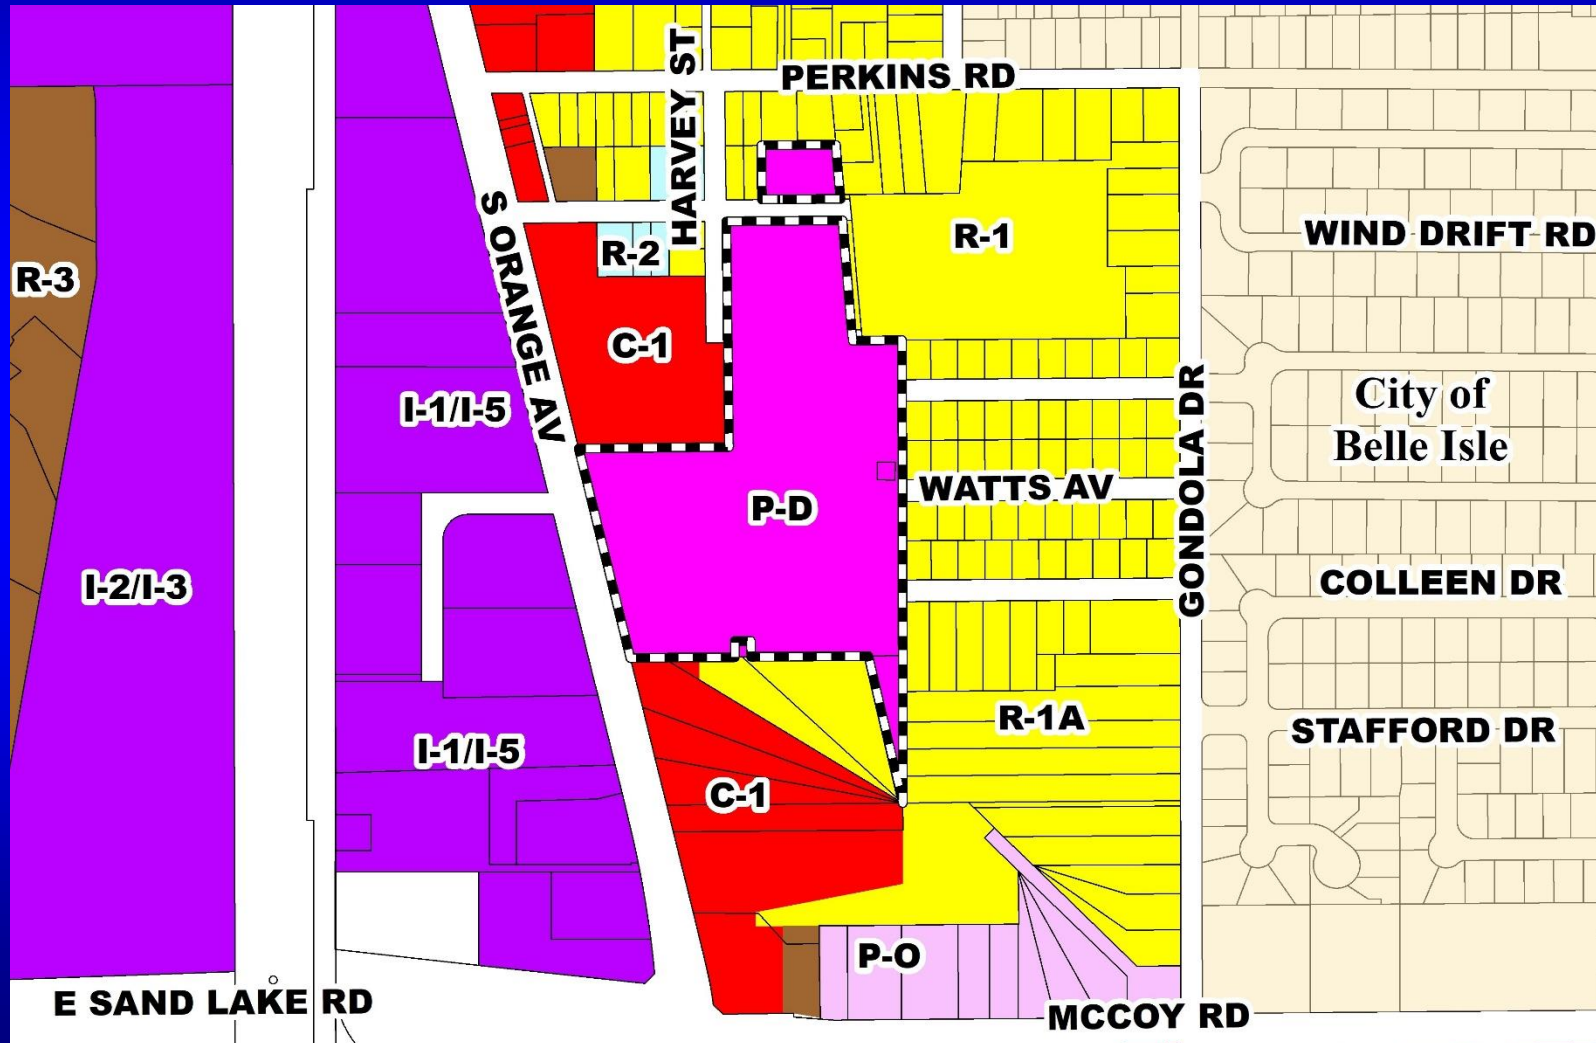 PERKINS RD
HARVEY ST
S ORANGE AV
R-2
R-1
WIND DRIFT RD
R-3
C-1
I-1/I-5
GONDOLA DR
City of
Belle Isle
WATTS AV
P-D
I-2/I-3
COLLEEN DR
R-1A
STAFFORD DR
I-1/I-5
C-1
P-O
E SAND LAKE RD
MCCOY RD